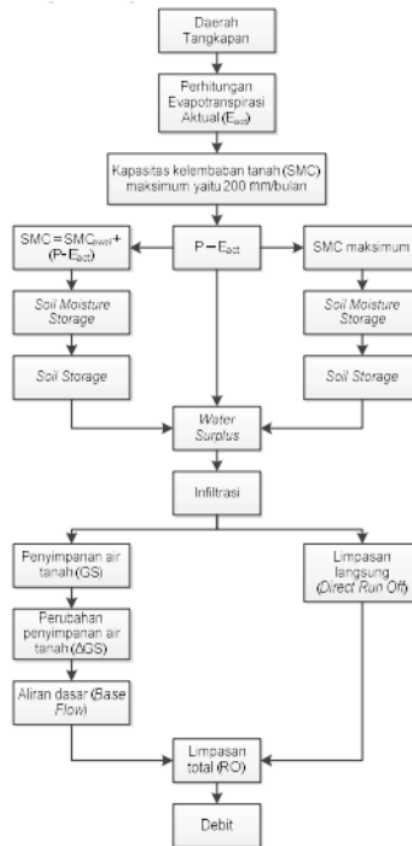 Daerah
Tangkapan
Perhitungan
Evapotranspirasi
Aktual (Eact)
Kapasitas kelembaban tanah (SMC)
maksimum yaitu 200 mm/bulan
SMC = SMCawal +
(P- Eact)
P – Eact
SMC maksimum
Soil Moisture
Storage
Soil Moisture
Storage
Soil Storage
Soil Storage
Water
Surplus
Infiltrasi
Penyimpanan air
tanah (GS)
Limpasan
langsung
(Direct Run Off)
Perubahan
penyimpanan air
tanah (ΔGS)
Aliran dasar (Base
Flow)
Limpasan
total (RO)
Debit